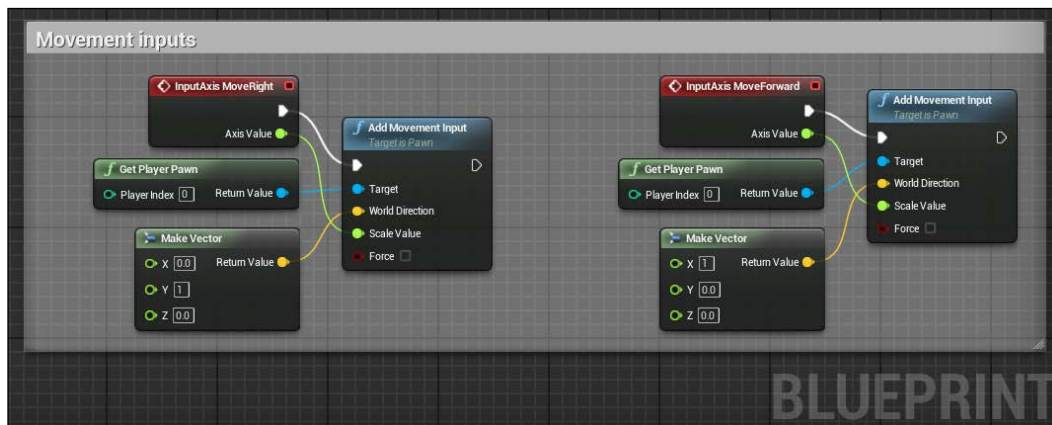 Movement inputs
InputAxis MoveRight
Axis Value
Get Player Pawn
Player Index 0 Return Value
Make Vector
X 0.0 Return Value
Y 1
Z 0.0
f Add Movement Input
Target is Pawn
Target
World Direction
Scale Value
Force
InputAxis MoveForward
Axis Value
f Get Player Pawn
Player Index 0 Return Value
Make Vector
X 1 Return Value
Y 0.0
Z 0.0
f Add Movement Input
Target is Pawn
Target
World Direction
Scale Value
Force
BLUEPRINT